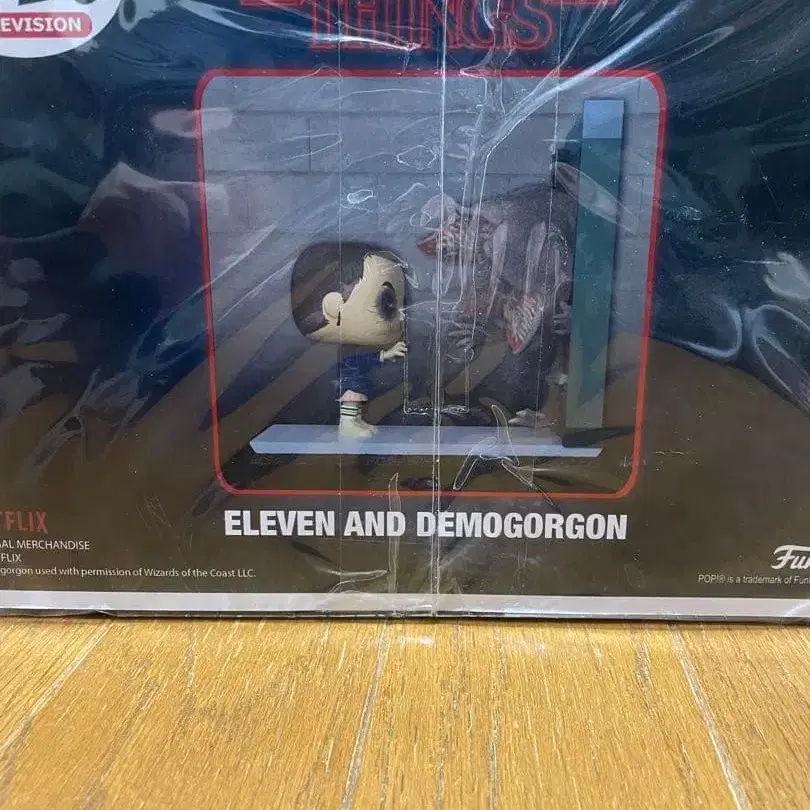 EVISION
THINGS
ELEVEN AND DEMOGORGON
FLIX
AL MERCHANDISE
FLIX
gorgon used with permission of Wizards of the Coast LLC.
Fun
POP!® is a trademark of Fun